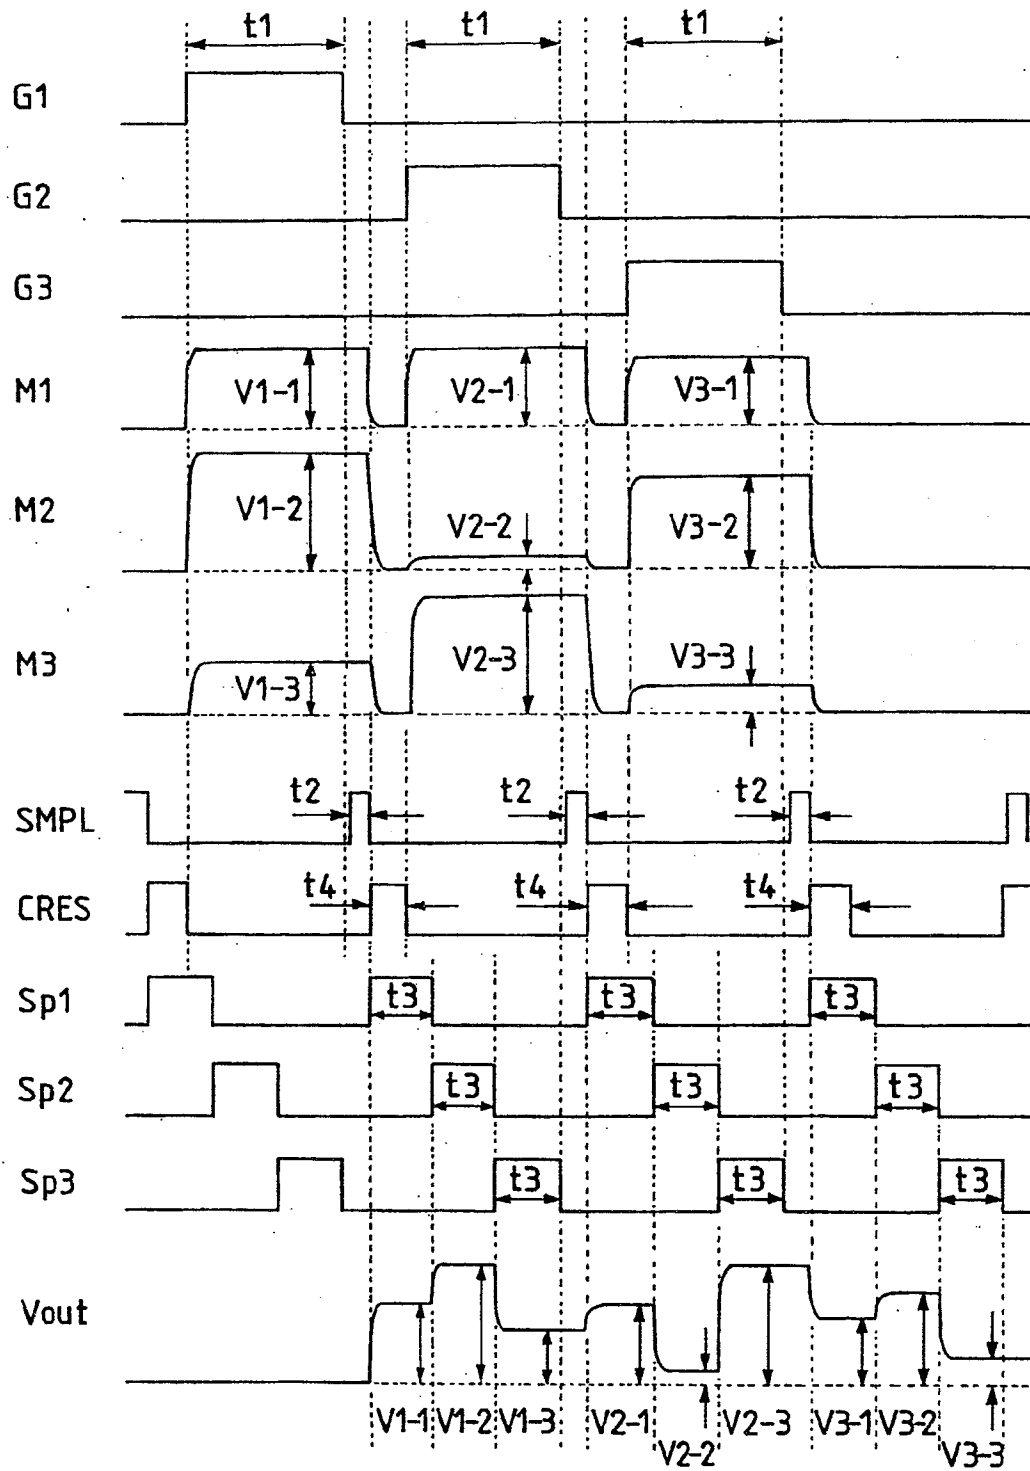 t1 t1 t1
G1
G2
G3
M1 V1-1 V2-1 V3-1
M2 V1-2 V2-2 V3-2
M3 V1-3 V2-3 V3-3
SMPL t2 t2 t2
CRES t4 t4 t4
Sp1 t3 t3 t3
Sp2 t3 t3 t3
Sp3 t3 t3 t3
Vout
V1-1 V1-2 V1-3 V2-1 V2-3 V3-1 V3-2
V2-2 V3-3